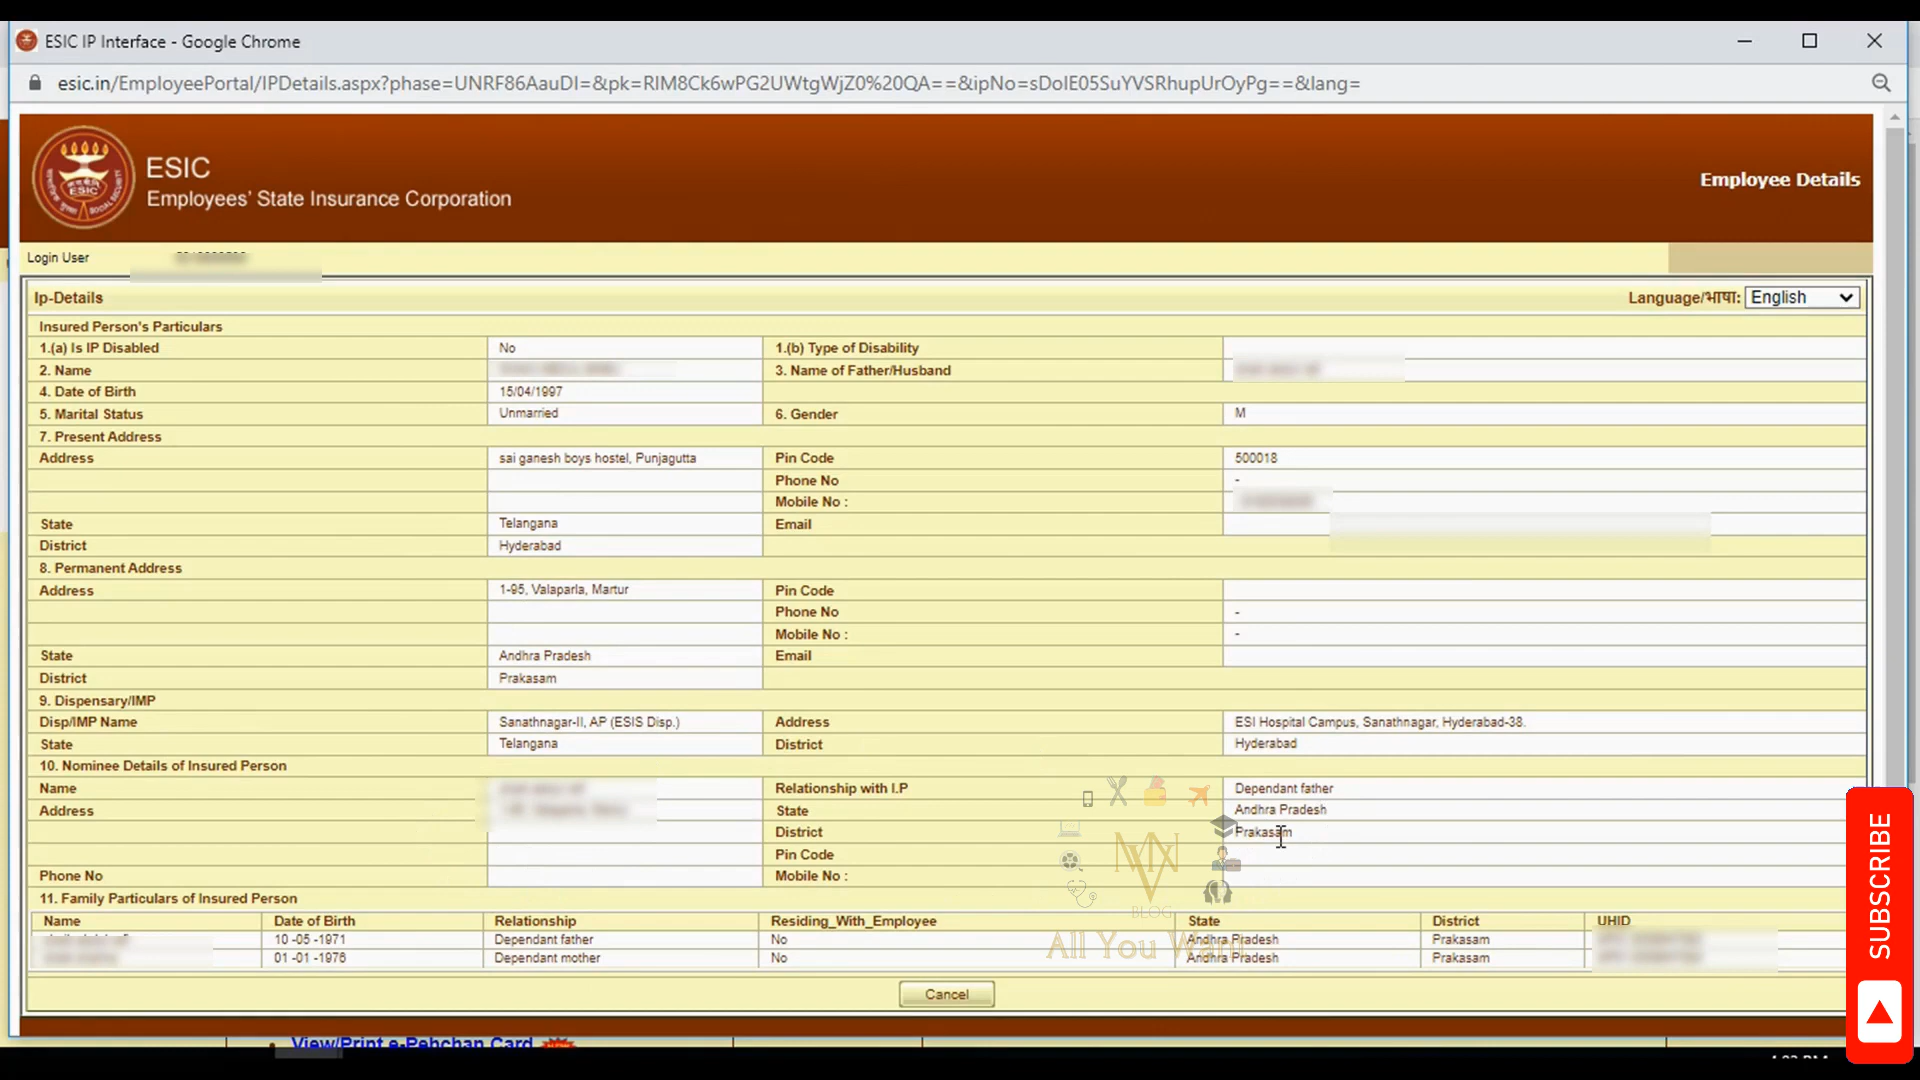 ESIC IP Interface - Google Chrome
esic.in/EmployeePortal/IPDetails.aspx?phase=UNRF86AauDI=&pk=RIM8Ck6wPG2UWtgWjZ0%20QA==&ipNo=sDoIE05SuYVSRhupUrOyPg==&lang=
ESIC
Employees' State Insurance Corporation
Employee Details
Login User
Ip-Details Language/भाषा: English
Insured Person's Particulars
1.(a) Is IP Disabled No 1.(b) Type of Disability
2. Name 3. Name of Father/Husband
4. Date of Birth 15/04/1997
5. Marital Status Unmarried 6. Gender M
7. Present Address
Address sai ganesh boys hostel, Punjagutta Pin Code 500018
Phone No -
Mobile No :
State Telangana Email
District Hyderabad
8. Permanent Address
Address 1-95, Valaparla, Martur Pin Code
Phone No -
Mobile No : -
State Andhra Pradesh Email
District Prakasam
9. Dispensary/IMP
Disp/IMP Name Sanathnagar-II, AP (ESIS Disp.) Address ESI Hospital Campus, Sanathnagar, Hyderabad-38.
State Telangana District Hyderabad
10. Nominee Details of Insured Person
Name Relationship with I.P Dependant father
Address State Andhra Pradesh
District Prakasam
Pin Code
Phone No Mobile No :
11. Family Particulars of Insured Person
Name Date of Birth Relationship Residing_With_Employee State District UHID
10 -05 -1971 Dependant father No Andhra Pradesh Prakasam
01 -01 -1976 Dependant mother No Andhra Pradesh Prakasam
Cancel
View/Print e-Pehchan Card
BLOG
All You Want
SUBSCRIBE